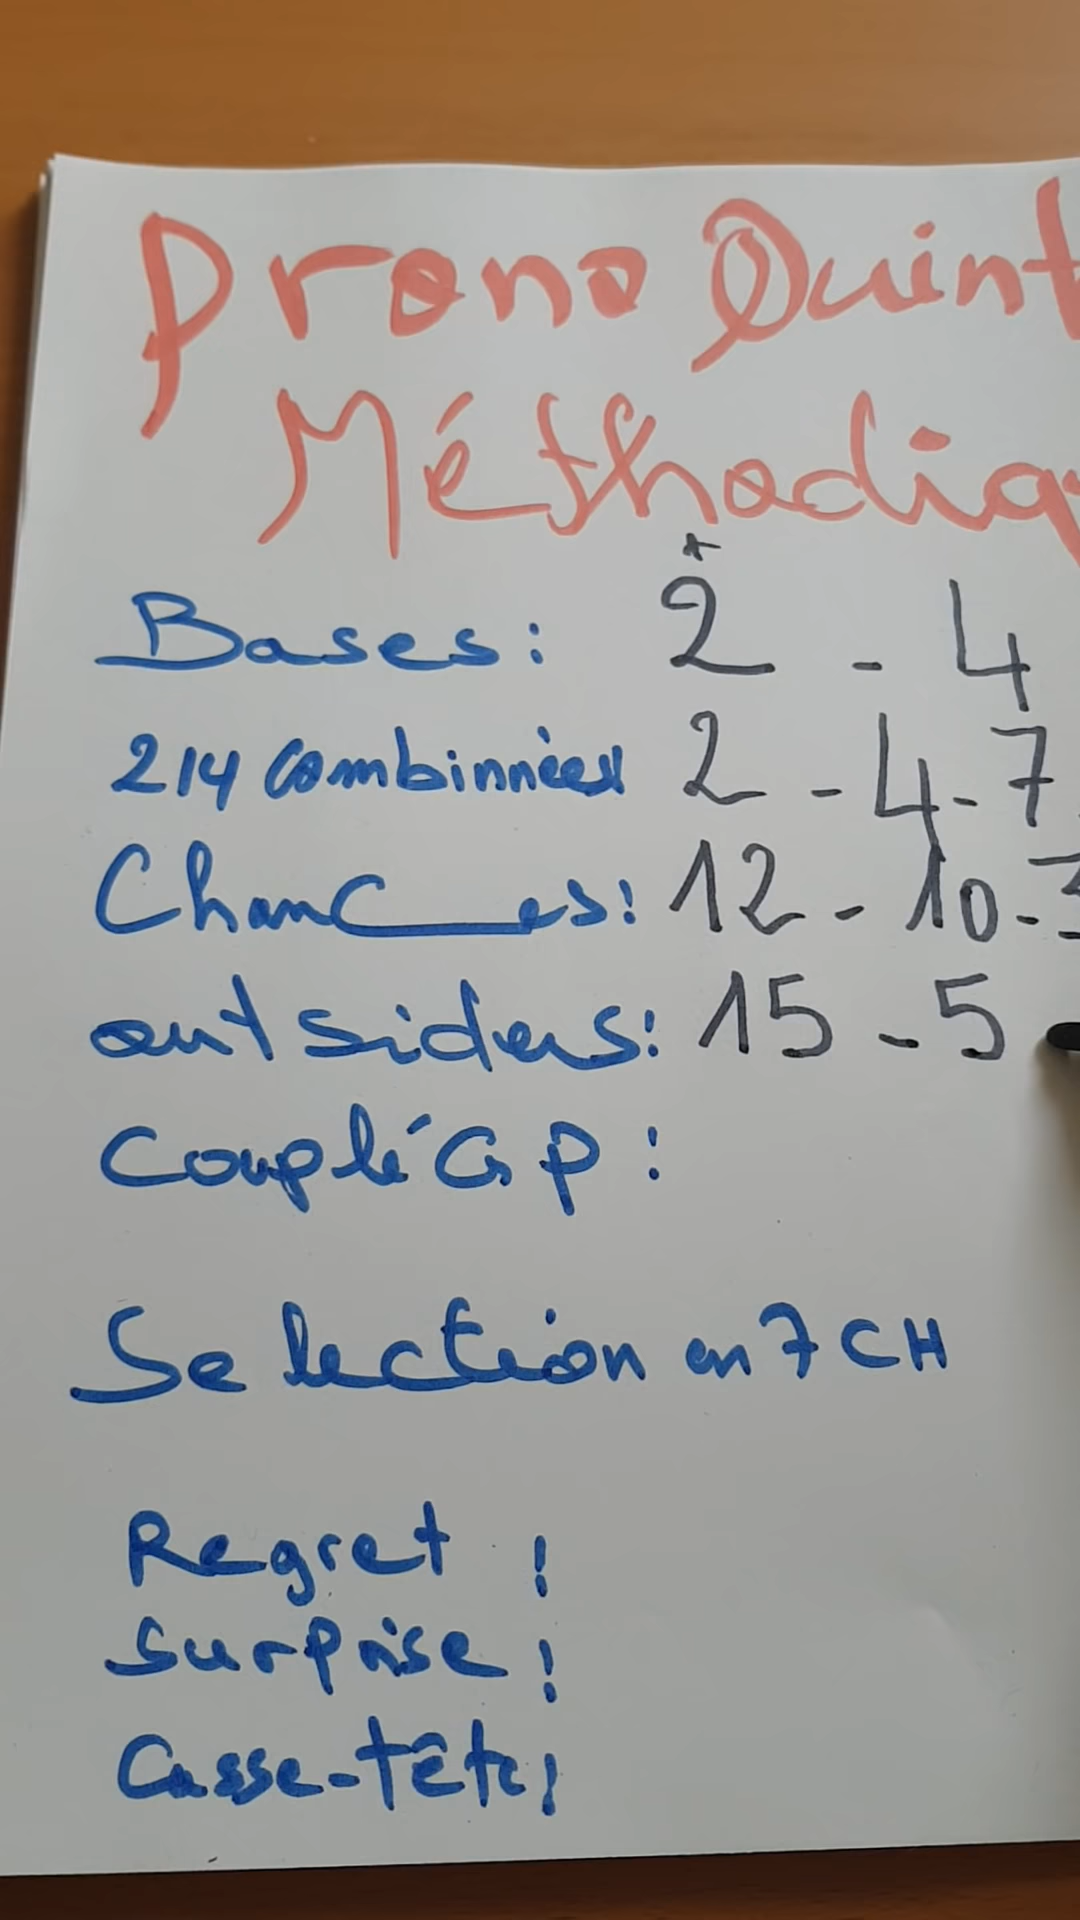 Prono Quint
Méthodiq
Bases: 2* - 4
214 Combinnées 2 - 4 - 7
Chances: 12 - 10 -
outsiders: 15 - 5
Couplé G P :
Selection en 7 CH
Regret :
Surprise :
Casse-tête :